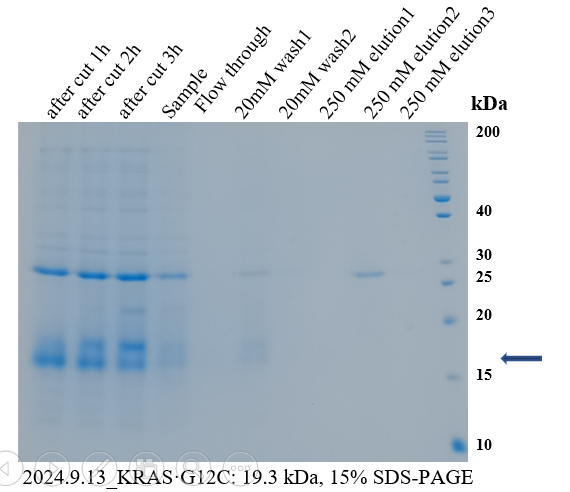 after cut 1h
after cut 2h
after cut 3h
Sample
Flow through
20mM wash1
20mM wash2
250 mM elution1
250 mM elution2
250 mM elution3
kDa
200
40
30
25
20
15
10
2024.9.13_KRAS·G12C: 19.3 kDa, 15% SDS-PAGE